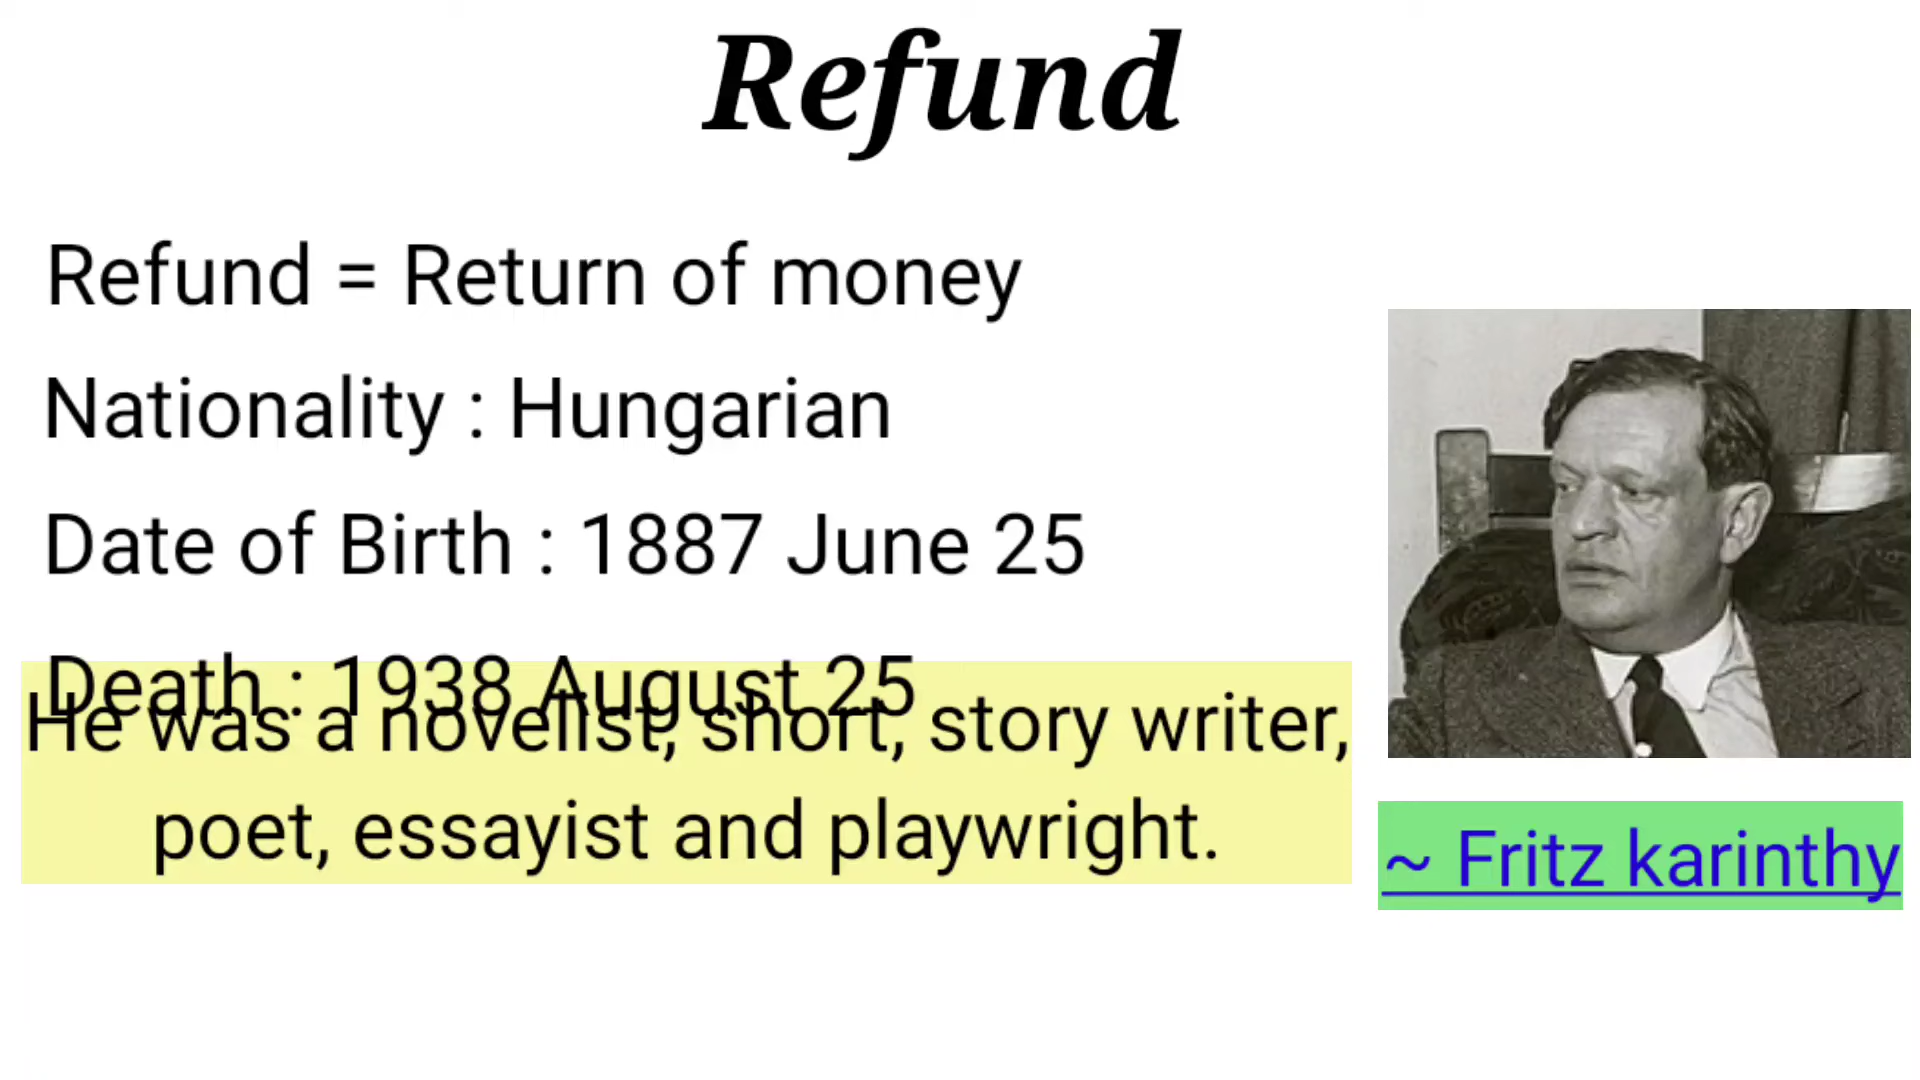 Refund
Refund = Return of money
Nationality : Hungarian
Date of Birth : 1887 June 25
Death : 1938 August 25
He was a novelist, short, story writer,
poet, essayist and playwright.
~ Fritz karinthy